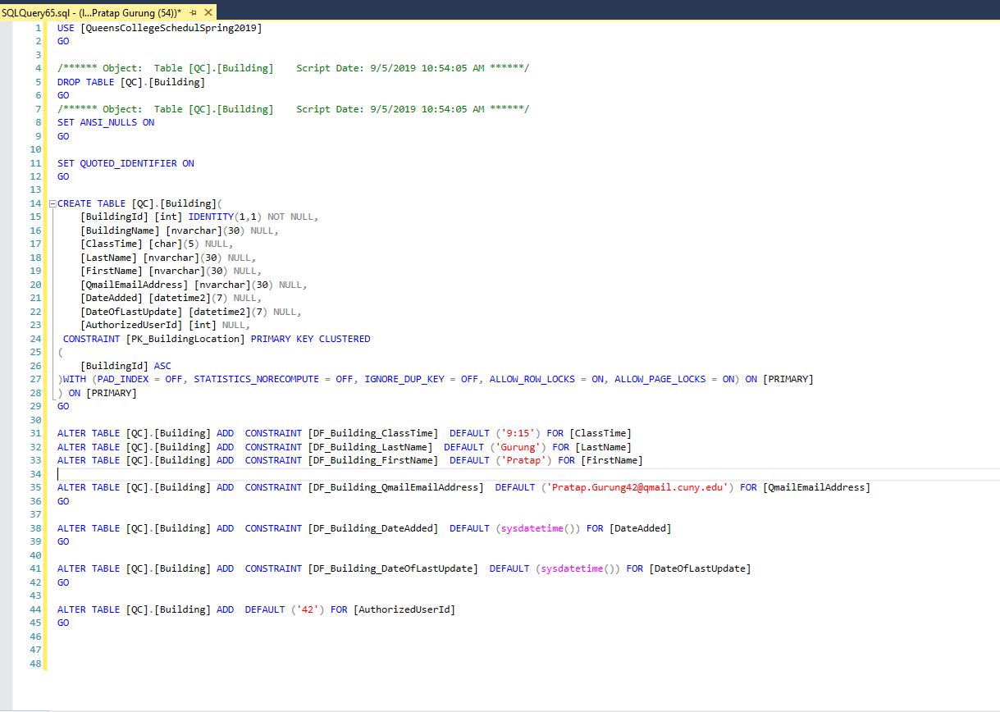 SQLQuery65.sql - (l...Pratap Gurung (54))*
1 USE [QueensCollegeSchedulSpring2019]
2 GO
3
4 /****** Object:  Table [QC].[Building]    Script Date: 9/5/2019 10:54:05 AM ******/
5 DROP TABLE [QC].[Building]
6 GO
7 /****** Object:  Table [QC].[Building]    Script Date: 9/5/2019 10:54:05 AM ******/
8 SET ANSI_NULLS ON
9 GO
10
11 SET QUOTED_IDENTIFIER ON
12 GO
13
14 CREATE TABLE [QC].[Building](
15     [BuildingId] [int] IDENTITY(1,1) NOT NULL,
16     [BuildingName] [nvarchar](30) NULL,
17     [ClassTime] [char](5) NULL,
18     [LastName] [nvarchar](30) NULL,
19     [FirstName] [nvarchar](30) NULL,
20     [QmailEmailAddress] [nvarchar](30) NULL,
21     [DateAdded] [datetime2](7) NULL,
22     [DateOfLastUpdate] [datetime2](7) NULL,
23     [AuthorizedUserId] [int] NULL,
24  CONSTRAINT [PK_BuildingLocation] PRIMARY KEY CLUSTERED
25 (
26     [BuildingId] ASC
27 )WITH (PAD_INDEX = OFF, STATISTICS_NORECOMPUTE = OFF, IGNORE_DUP_KEY = OFF, ALLOW_ROW_LOCKS = ON, ALLOW_PAGE_LOCKS = ON) ON [PRIMARY]
28 ) ON [PRIMARY]
29 GO
30
31 ALTER TABLE [QC].[Building] ADD  CONSTRAINT [DF_Building_ClassTime]  DEFAULT ('9:15') FOR [ClassTime]
32 ALTER TABLE [QC].[Building] ADD  CONSTRAINT [DF_Building_LastName]  DEFAULT ('Gurung') FOR [LastName]
33 ALTER TABLE [QC].[Building] ADD  CONSTRAINT [DF_Building_FirstName]  DEFAULT ('Pratap') FOR [FirstName]
34
35 ALTER TABLE [QC].[Building] ADD  CONSTRAINT [DF_Building_QmailEmailAddress]  DEFAULT ('Pratap.Gurung42@qmail.cuny.edu') FOR [QmailEmailAddress]
36 GO
37
38 ALTER TABLE [QC].[Building] ADD  CONSTRAINT [DF_Building_DateAdded]  DEFAULT (sysdatetime()) FOR [DateAdded]
39 GO
40
41 ALTER TABLE [QC].[Building] ADD  CONSTRAINT [DF_Building_DateOfLastUpdate]  DEFAULT (sysdatetime()) FOR [DateOfLastUpdate]
42 GO
43
44 ALTER TABLE [QC].[Building] ADD  DEFAULT ('42') FOR [AuthorizedUserId]
45 GO
46
47
48